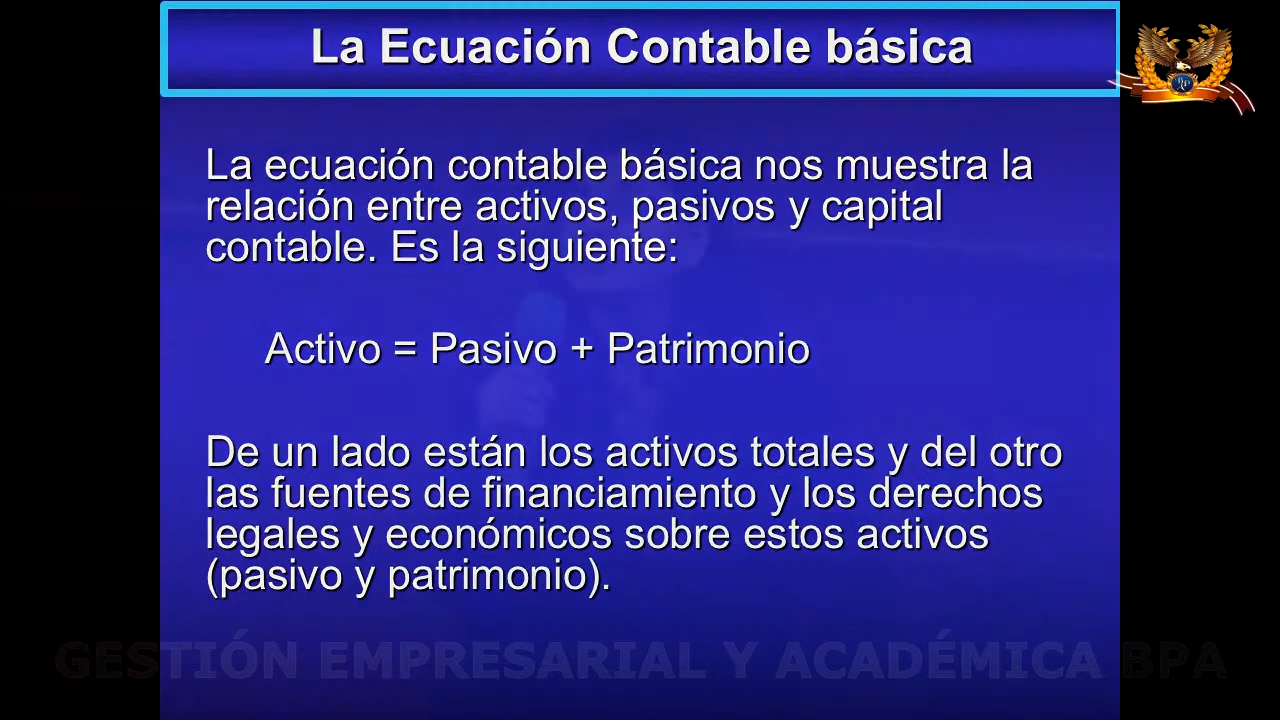 La Ecuación Contable básica
La ecuación contable básica nos muestra la
relación entre activos, pasivos y capital
contable. Es la siguiente:
Activo = Pasivo + Patrimonio
De un lado están los activos totales y del otro
las fuentes de financiamiento y los derechos
legales y económicos sobre estos activos
(pasivo y patrimonio).
GESTIÓN EMPRESARIAL Y ACADÉMICA BPA